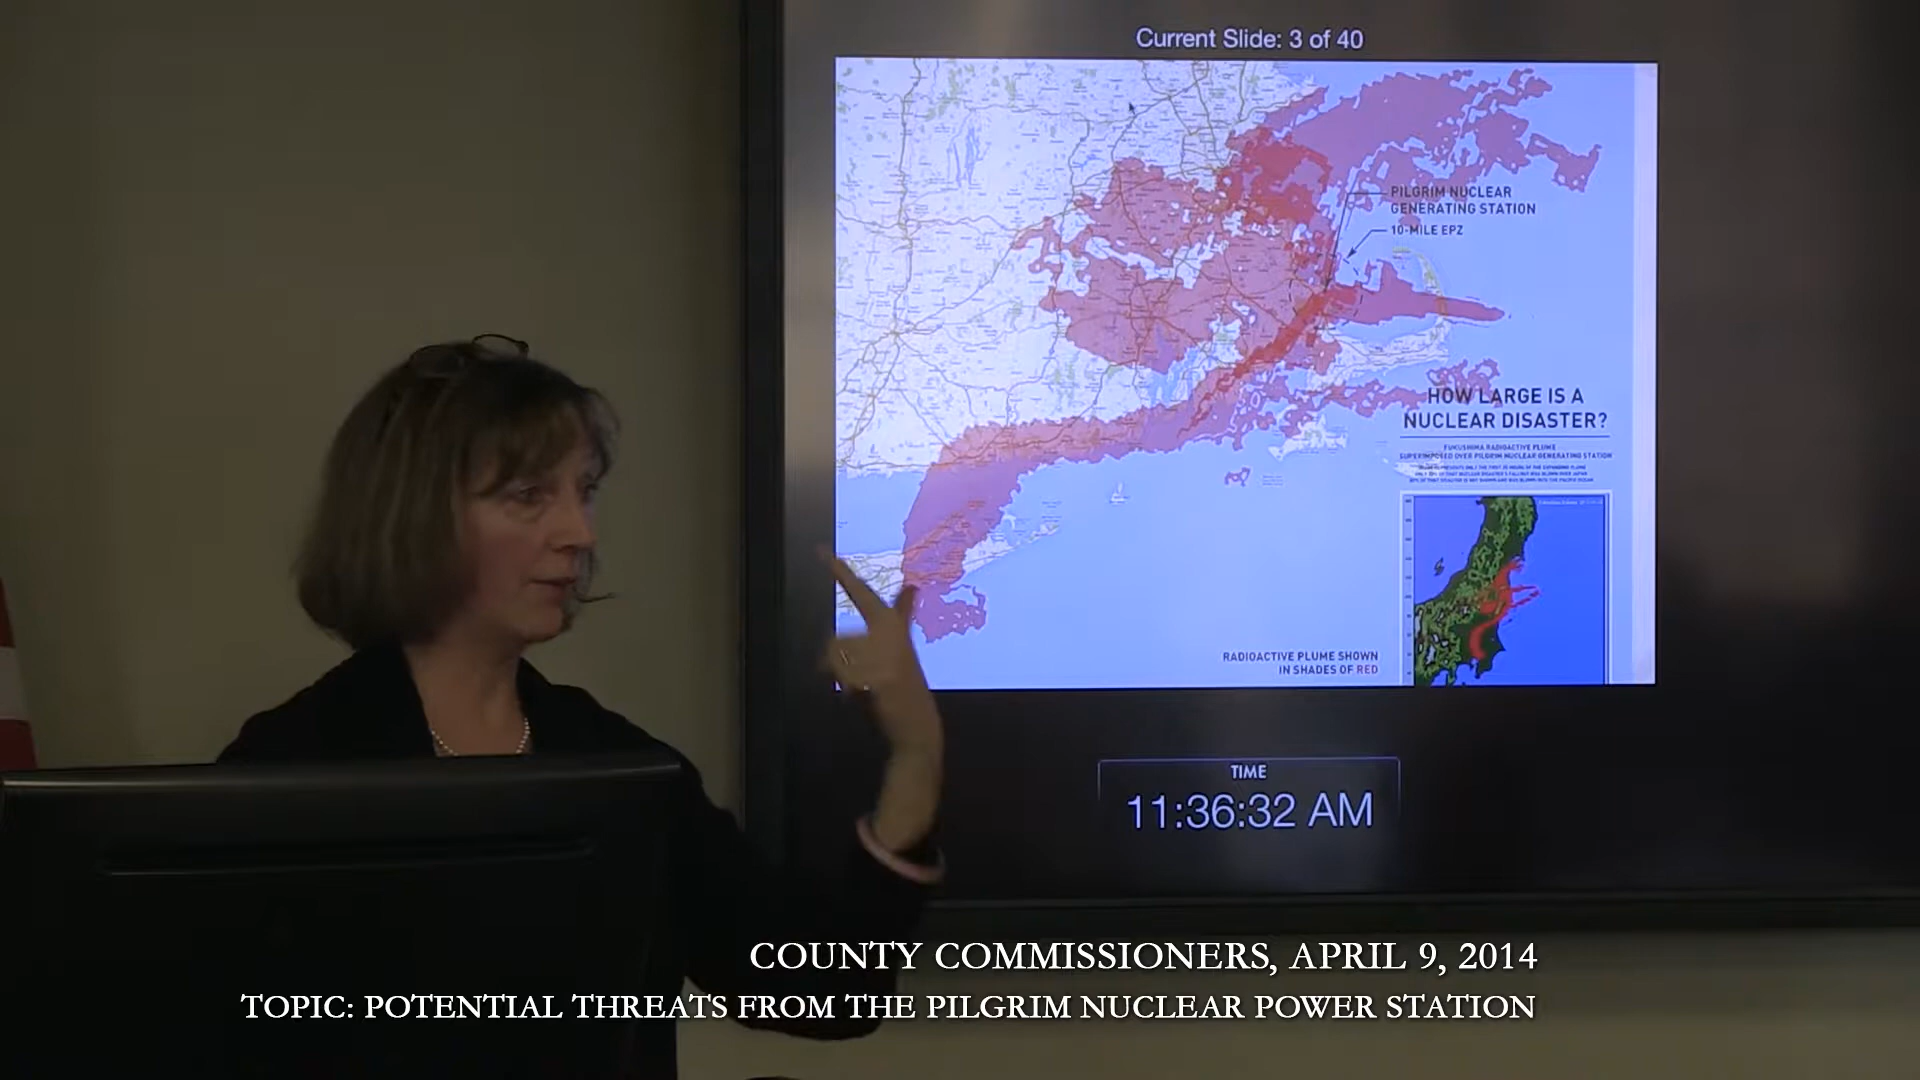 Current Slide: 3 of 40
PILGRIM NUCLEAR
GENERATING STATION
10-MILE EPZ
HOW LARGE IS A
NUCLEAR DISASTER?
FUKUSHIMA RADIOACTIVE PLUME
SUPERIMPOSED OVER PILGRIM NUCLEAR GENERATING STATION
RADIOACTIVE PLUME SHOWN
IN SHADES OF RED
TIME
11:36:32 AM
COUNTY COMMISSIONERS, APRIL 9, 2014
TOPIC: POTENTIAL THREATS FROM THE PILGRIM NUCLEAR POWER STATION